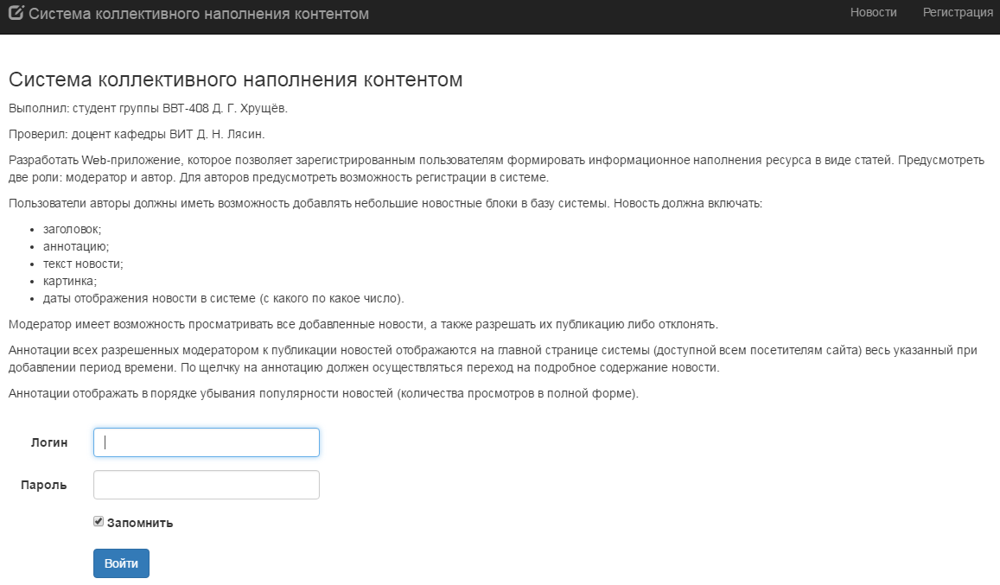 Система коллективного наполнения контентом
Новости
Регистрация
Система коллективного наполнения контентом
Выполнил: студент группы ВВТ-408 Д. Г. Хрущёв.
Проверил: доцент кафедры ВИТ Д. Н. Лясин.
Разработать Web-приложение, которое позволяет зарегистрированным пользователям формировать информационное наполнения ресурса в виде статей. Предусмотреть
две роли: модератор и автор. Для авторов предусмотреть возможность регистрации в системе.
Пользователи авторы должны иметь возможность добавлять небольшие новостные блоки в базу системы. Новость должна включать:
• заголовок;
• аннотацию;
• текст новости;
• картинка;
• даты отображения новости в системе (с какого по какое число).
Модератор имеет возможность просматривать все добавленные новости, а также разрешать их публикацию либо отклонять.
Аннотации всех разрешенных модератором к публикации новостей отображаются на главной странице системы (доступной всем посетителям сайта) весь указанный при
добавлении период времени. По щелчку на аннотацию должен осуществляться переход на подробное содержание новости.
Аннотации отображать в порядке убывания популярности новостей (количества просмотров в полной форме).
Логин
Пароль
Запомнить
Войти